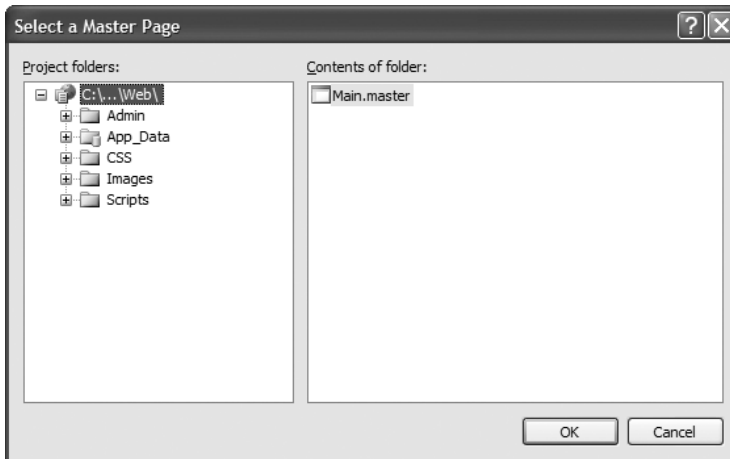 Select a Master Page
Project folders:
Contents of folder:
C:\...\Web\
Admin
App_Data
CSS
Images
Scripts
Main.master
OK
Cancel